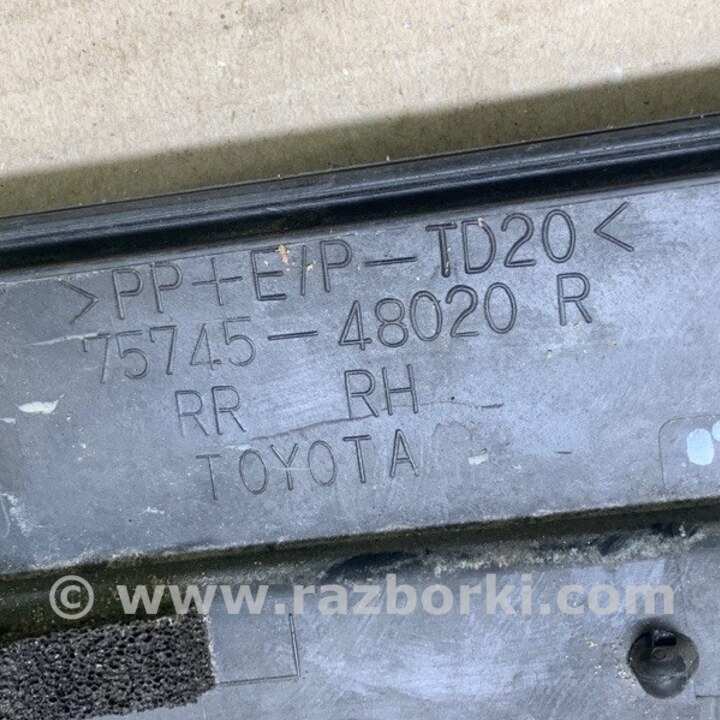 >PP+E/P-TD20<
75745-48020 R
RR RH
TOYOTA
© www.razborki.com